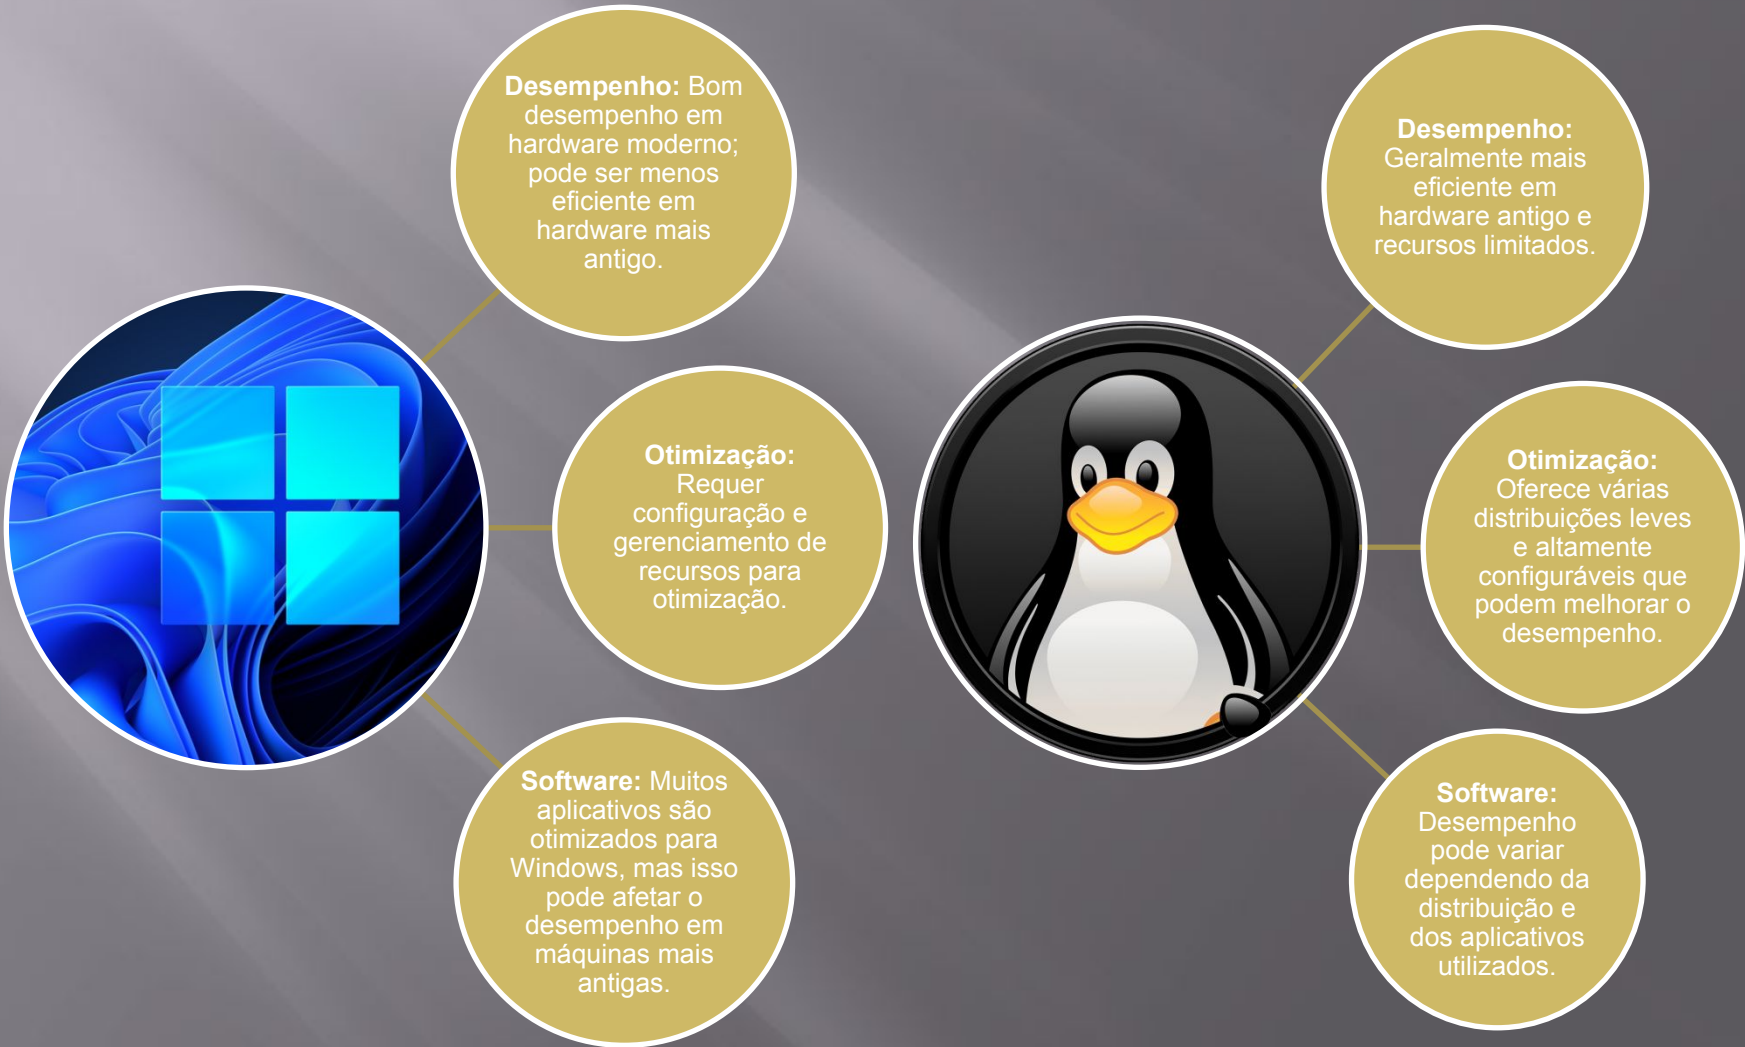 Desempenho: Bom
desempenho em
hardware moderno;
pode ser menos
eficiente em
hardware mais
antigo.
Otimização:
Requer
configuração e
gerenciamento de
recursos para
otimização.
Software: Muitos
aplicativos são
otimizados para
Windows, mas isso
pode afetar o
desempenho em
máquinas mais
antigas.
Desempenho:
Geralmente mais
eficiente em
hardware antigo e
recursos limitados.
Otimização:
Oferece várias
distribuições leves
e altamente
configuráveis que
podem melhorar o
desempenho.
Software:
Desempenho
pode variar
dependendo da
distribuição e
dos aplicativos
utilizados.